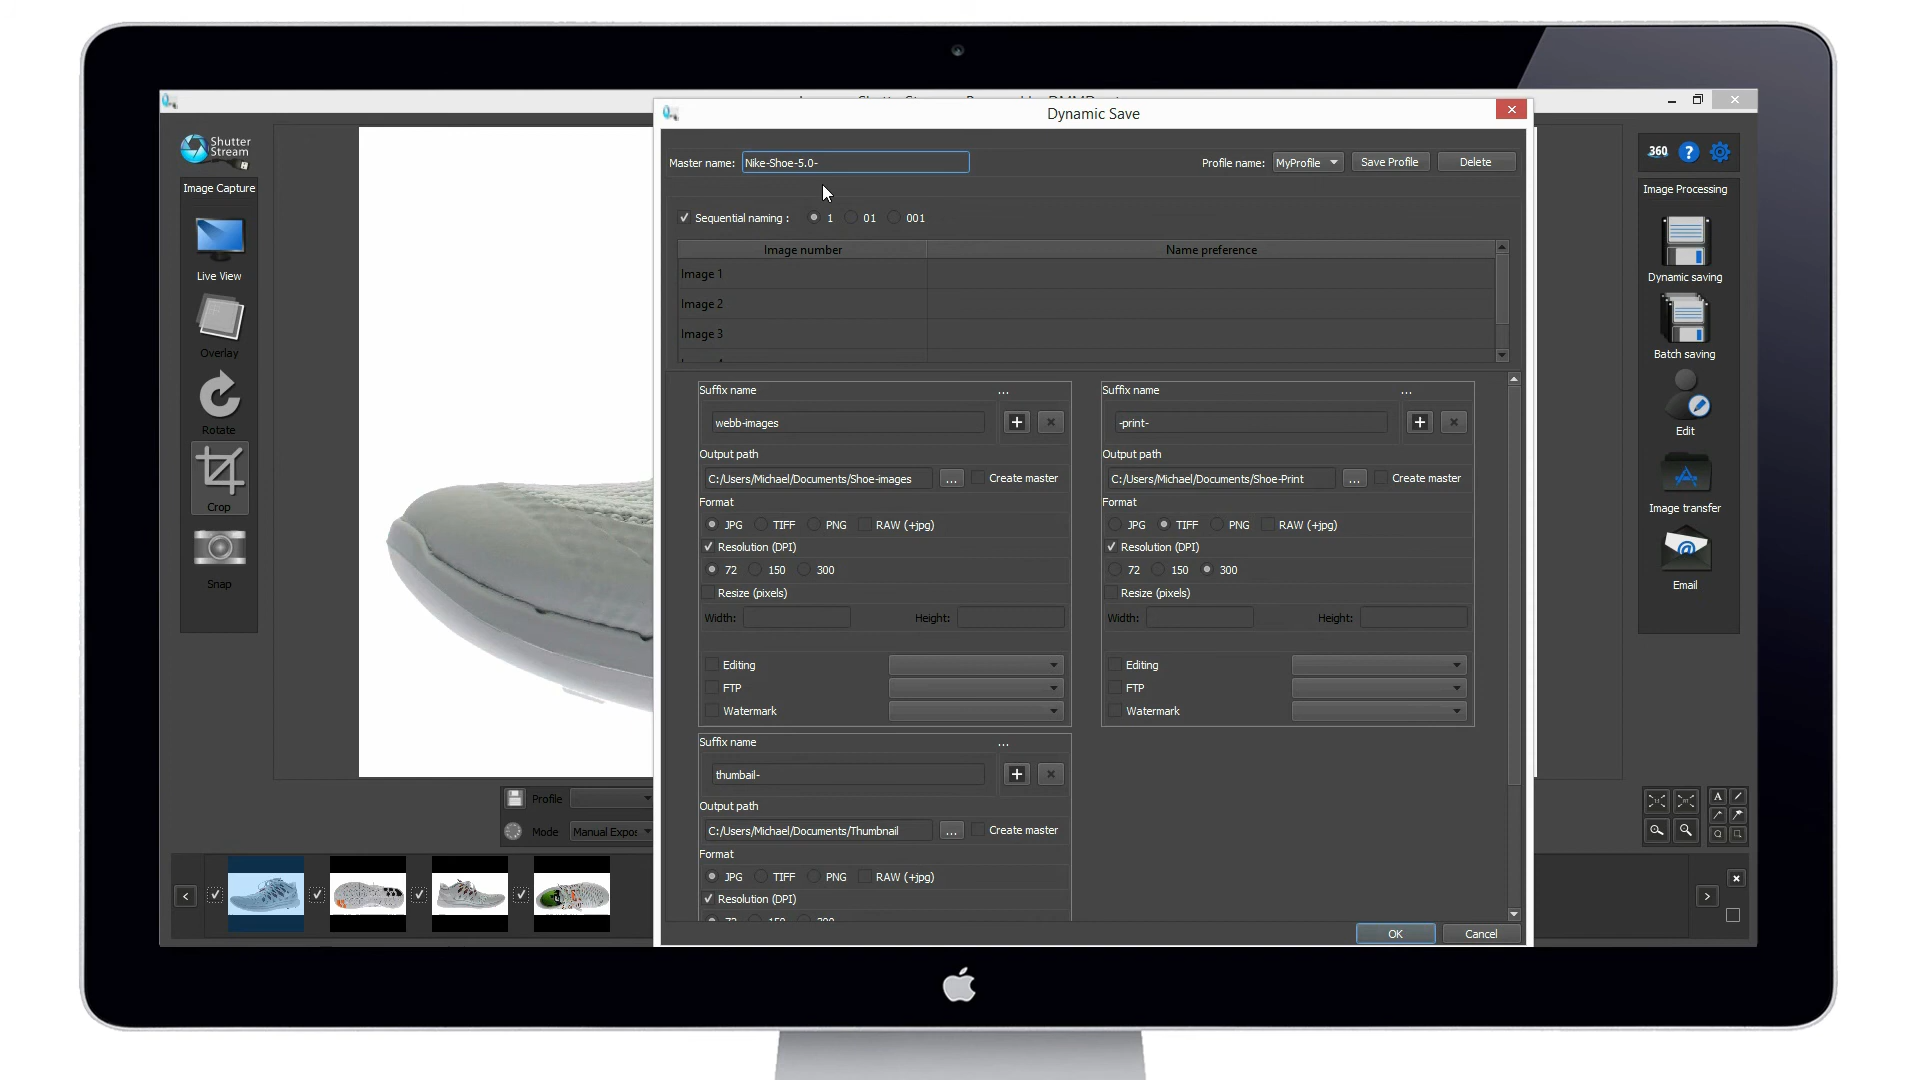 Dynamic Save
Shutter
Stream
Image Capture
Live View
Overlay
Rotate
Crop
Snap
Master name:
Nike-Shoe-5.0-
Profile name:
MyProfile
Save Profile
Delete
Sequential naming :
1
01
001
Image number
Name preference
Image 1
Image 2
Image 3
Suffix name
...
webb-images
Output path
C:/Users/Michael/Documents/Shoe-images
...
Create master
Format
JPG
TIFF
PNG
RAW (+jpg)
Resolution (DPI)
72
150
300
Resize (pixels)
Width:
Height:
Editing
FTP
Watermark
Suffix name
...
-print-
Output path
C:/Users/Michael/Documents/Shoe-Print
...
Create master
Format
JPG
TIFF
PNG
RAW (+jpg)
Resolution (DPI)
72
150
300
Resize (pixels)
Width:
Height:
Editing
FTP
Watermark
Suffix name
...
thumbail-
Output path
C:/Users/Michael/Documents/Thumbnail
...
Create master
Format
JPG
TIFF
PNG
RAW (+jpg)
Resolution (DPI)
72
150
300
OK
Cancel
360
?
Image Processing
Dynamic saving
Batch saving
Edit
Image transfer
Email
A
Profile
Mode
Manual Expos